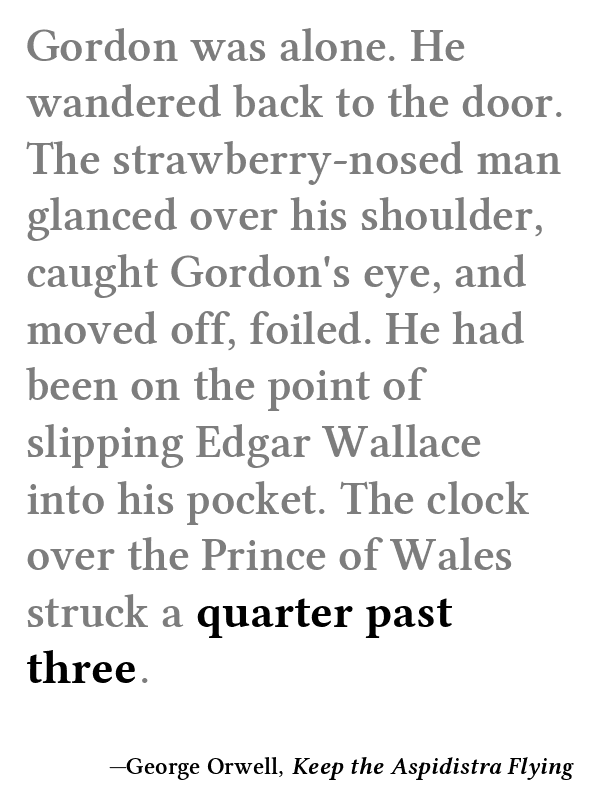 Gordon was alone. He
wandered back to the door.
The strawberry-nosed man
glanced over his shoulder,
caught Gordon's eye, and
moved off, foiled. He had
been on the point of
slipping Edgar Wallace
into his pocket. The clock
over the Prince of Wales
struck a quarter past
three.
—George Orwell, Keep the Aspidistra Flying